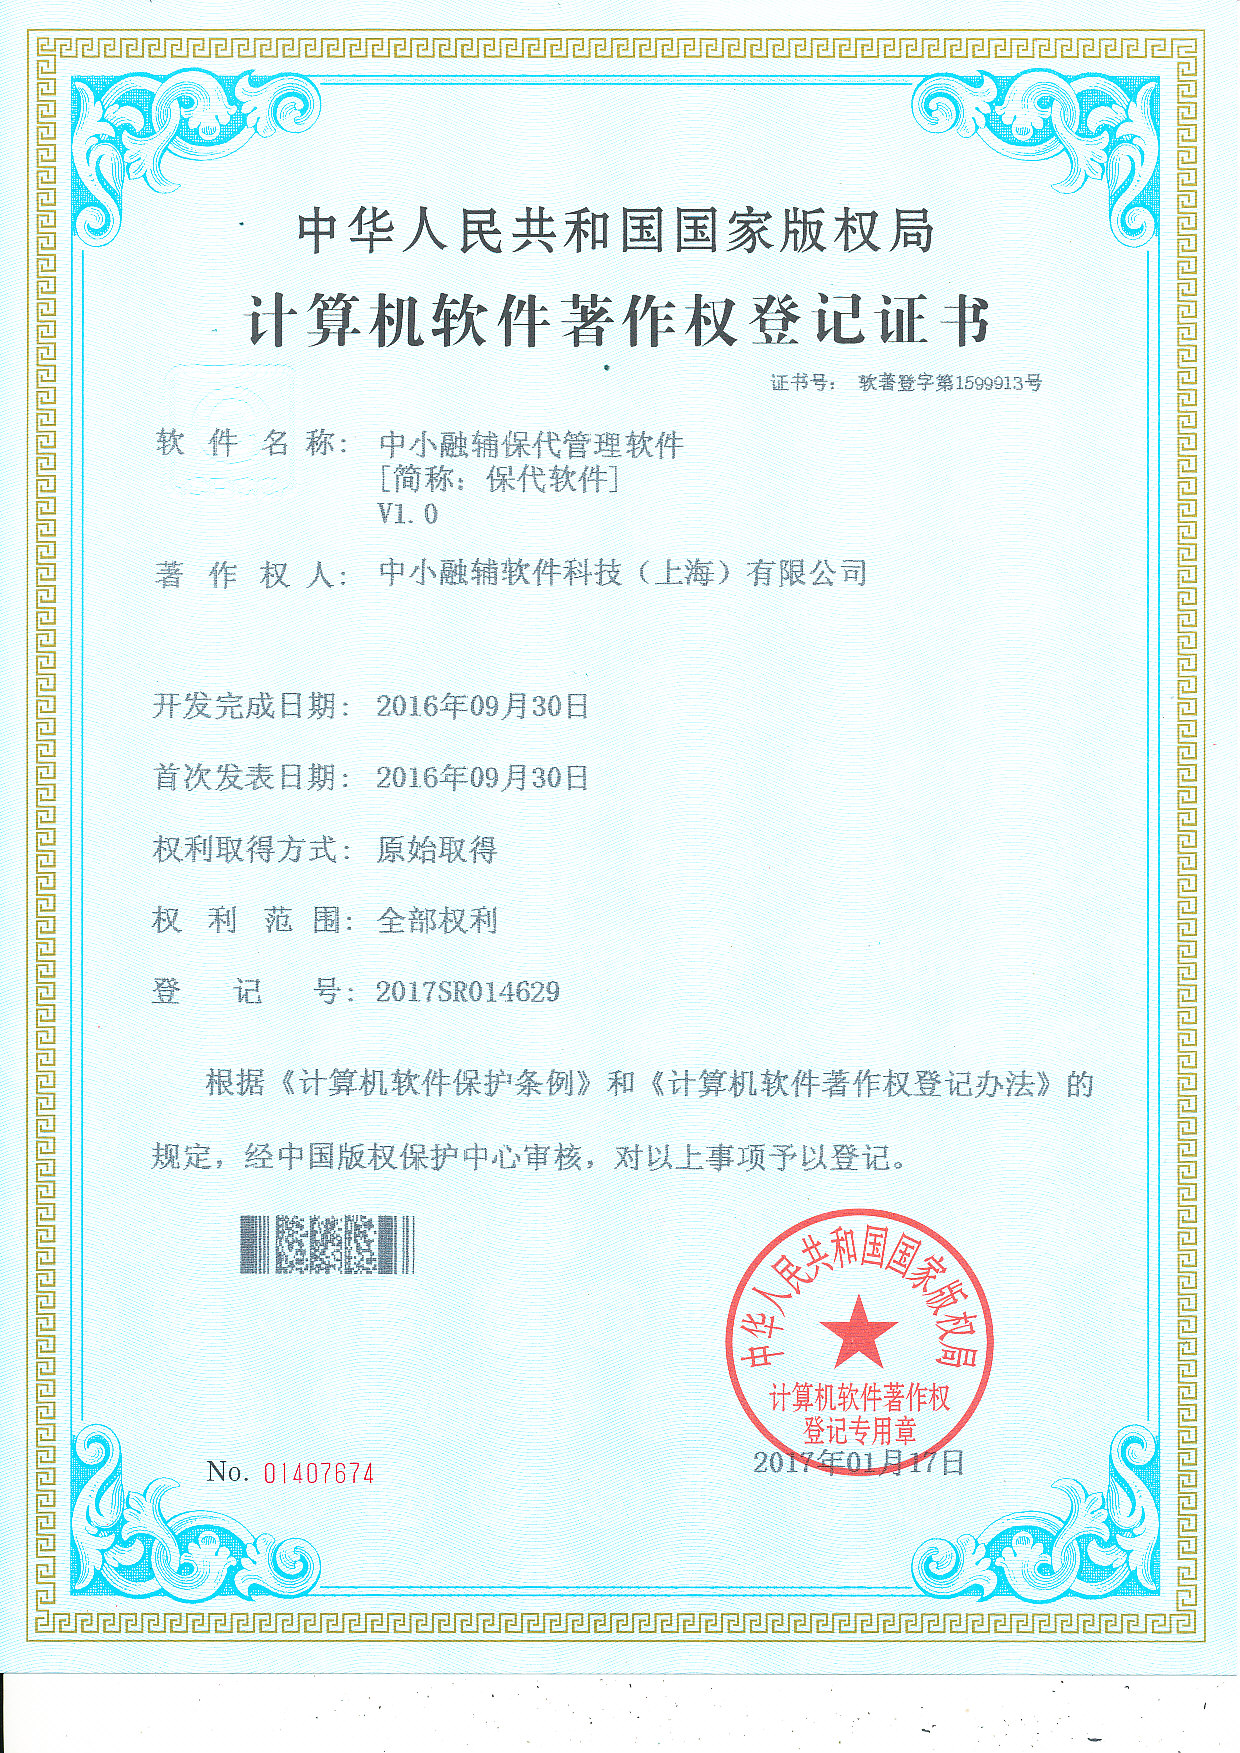 中华人民共和国国家版权局
计算机软件著作权登记证书
证书号： 软著登字第1599913号
软件名称： 中小融辅保代管理软件
[简称：保代软件]
V1.0
著作权人： 中小融辅软件科技（上海）有限公司
开发完成日期： 2016年09月30日
首次发表日期： 2016年09月30日
权利取得方式： 原始取得
权利范围： 全部权利
登记号： 2017SR014629
根据《计算机软件保护条例》和《计算机软件著作权登记办法》的
规定，经中国版权保护中心审核，对以上事项予以登记。
中华人民共和国国家版权局
计算机软件著作权
登记专用章
No. 01407674
2017年01月17日